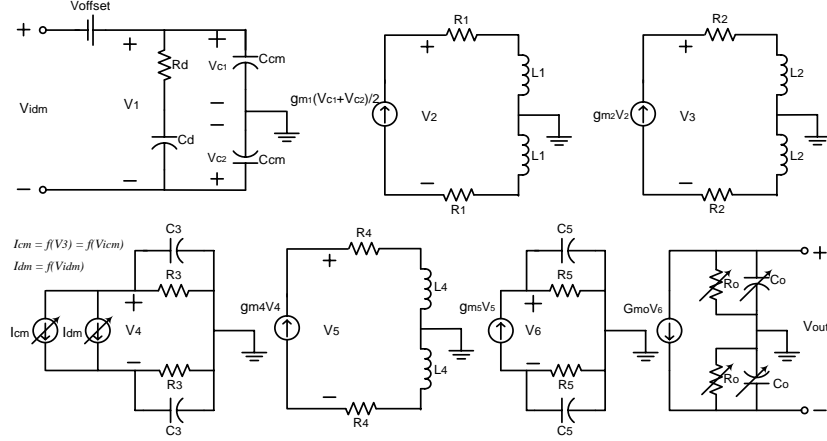 Voffset
+
+
Rd
+
Ccm
VC1
Vidm
V1
−
−
Cd
VC2
Ccm
−
−
+
R1
+
L1
gm1(VC1+VC2)/2
V2
−
L1
R1
R2
+
L2
gm2V2
V3
−
L2
R2
Icm = f(V3) = f(Vicm)
Idm = f(Vidm)
C3
R3
+
Icm
Idm
V4
−
R3
C3
R4
+
L4
gm4V4
V5
−
L4
R4
C5
R5
+
gm5V5
V6
−
R5
C5
+
Ro
Co
GmoV6
Vout
Ro
Co
−